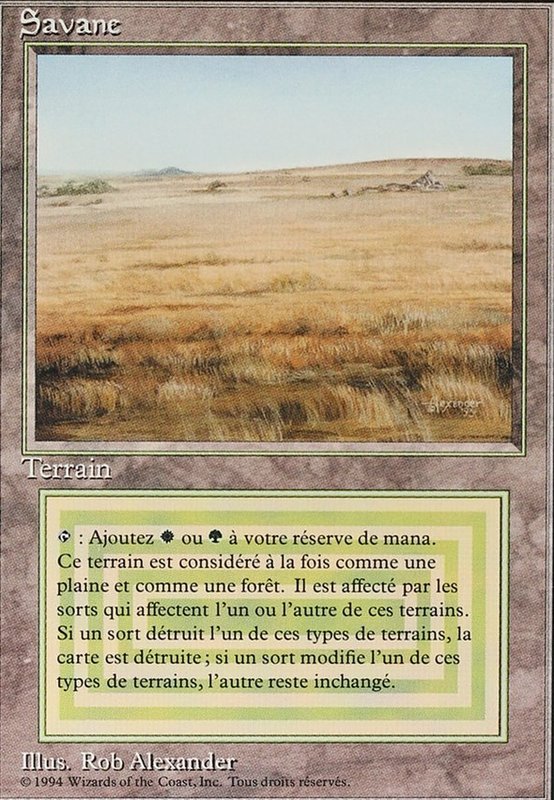 Savane
Alexander
Terrain
: Ajoutez ou à votre réserve de mana.
Ce terrain est considéré à la fois comme une
plaine et comme une forêt. Il est affecté par les
sorts qui affectent l'un ou l'autre de ces terrains.
Si un sort détruit l'un de ces types de terrains, la
carte est détruite ; si un sort modifie l'un de ces
types de terrains, l'autre reste inchangé.
Illus. Rob Alexander
© 1994 Wizards of the Coast, Inc. Tous droits réservés.